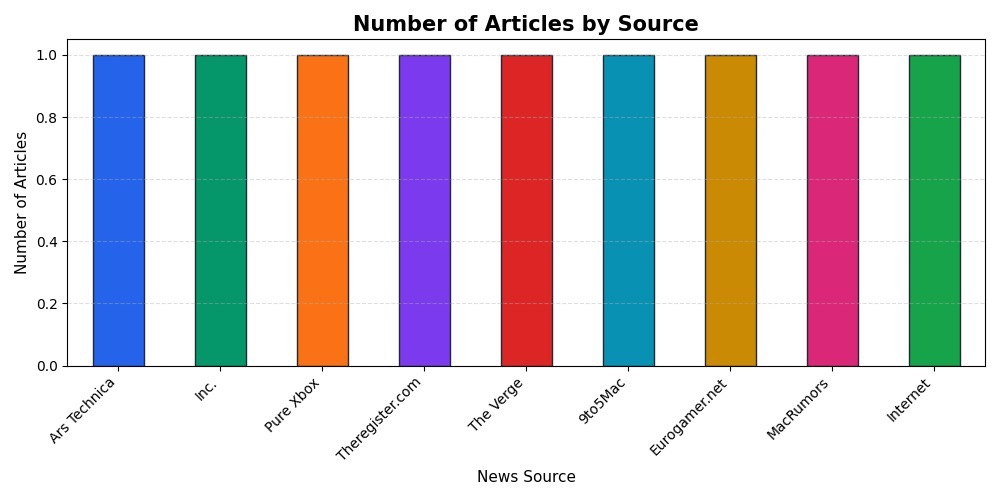 Number of Articles by Source
Number of Articles
1.0
0.8
0.6
0.4
0.2
0.0
Ars Technica
Inc.
Pure Xbox
Theregister.com
The Verge
9to5Mac
Eurogamer.net
MacRumors
Internet
News Source